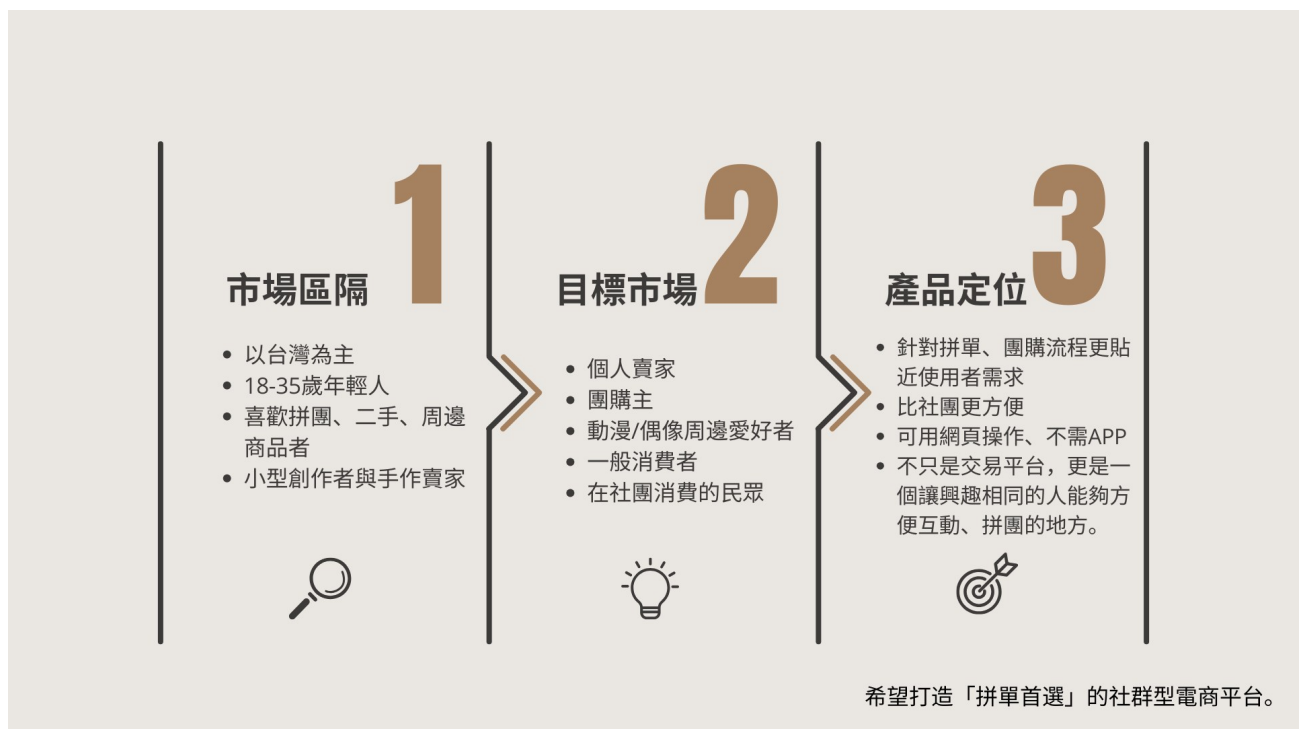 1
市場區隔
以台灣為主
18-35歲年輕人
喜歡拼團、二手、周邊
商品者
小型創作者與手作賣家
2
目標市場
個人賣家
團購主
動漫/偶像周邊愛好者
一般消費者
在社團消費的民眾
3
產品定位
針對拼單、團購流程更貼
近使用者需求
比社團更方便
可用網頁操作、不需APP
不只是交易平台，更是一
個讓興趣相同的人能夠方
便互動、拼團的地方。
希望打造「拼單首選」的社群型電商平台。